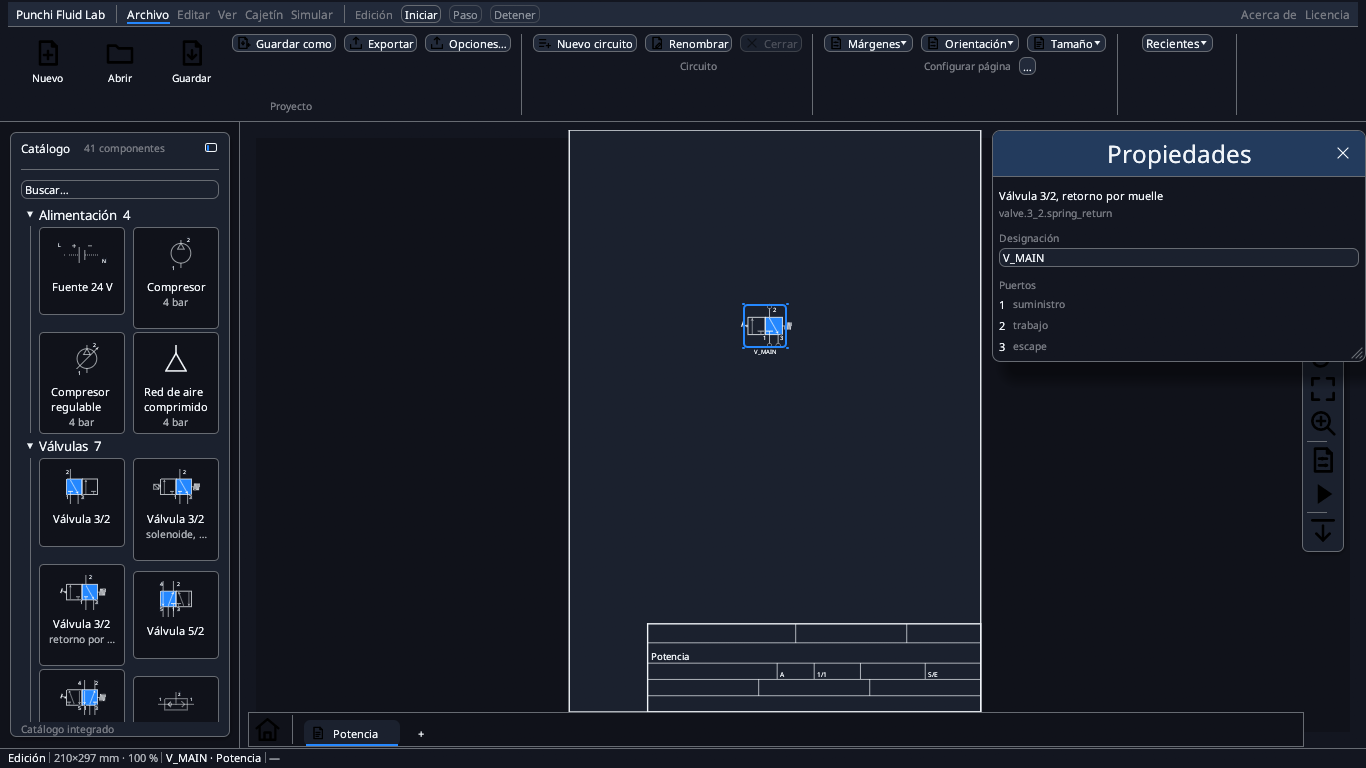 Punchi Fluid Lab Archivo Editar Ver Cajetín Simular Edición Iniciar Paso Detener Acerca de Licencia
Nuevo Abrir Guardar
Guardar como Exportar Opciones...
Proyecto
Nuevo circuito Renombrar Cerrar
Circuito
Márgenes Orientación Tamaño
Configurar página ...
Recientes
Catálogo 41 componentes
Buscar...
Alimentación 4
Fuente 24 V
Compresor
4 bar
Compresor
regulable
4 bar
Red de aire
comprimido
4 bar
Válvulas 7
Válvula 3/2
Válvula 3/2
solenoide, ...
Válvula 3/2
retorno por ...
Válvula 5/2
Catálogo integrado
2
1 3
V_MAIN
Potencia
A 1/1 S/E
Propiedades
Válvula 3/2, retorno por muelle
valve.3_2.spring_return
Designación
V_MAIN
Puertos
1 suministro
2 trabajo
3 escape
Potencia +
Edición 210×297 mm · 100 % V_MAIN · Potencia —